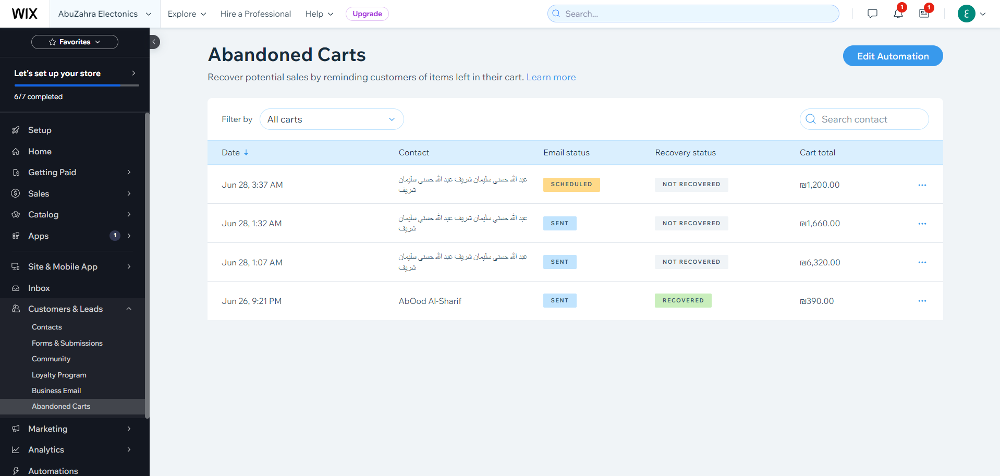 WIX
AbuZahra Electonics
Explore
Hire a Professional
Help
Upgrade
Search...
1
1
ع
Favorites
Let's set up your store
6/7 completed
Setup
Home
Getting Paid
Sales
Catalog
Apps
1
Site & Mobile App
Inbox
Customers & Leads
Contacts
Forms & Submissions
Community
Loyalty Program
Business Email
Abandoned Carts
Marketing
Analytics
Automations
Abandoned Carts
Edit Automation
Recover potential sales by reminding customers of items left in their cart. Learn more
Filter by
All carts
Search contact
Date Contact Email status Recovery status Cart total
Jun 28, 3:37 AM
عبد الله حسني سليمان شريف عبد الله حسني سليمان
شريف
SCHEDULED
NOT RECOVERED
₪1,200.00
Jun 28, 1:32 AM
عبد الله حسني سليمان شريف عبد الله حسني سليمان
شريف
SENT
NOT RECOVERED
₪1,660.00
Jun 28, 1:07 AM
عبد الله حسني سليمان شريف عبد الله حسني سليمان
شريف
SENT
NOT RECOVERED
₪6,320.00
Jun 26, 9:21 PM
AbOod Al-Sharif
SENT
RECOVERED
₪390.00